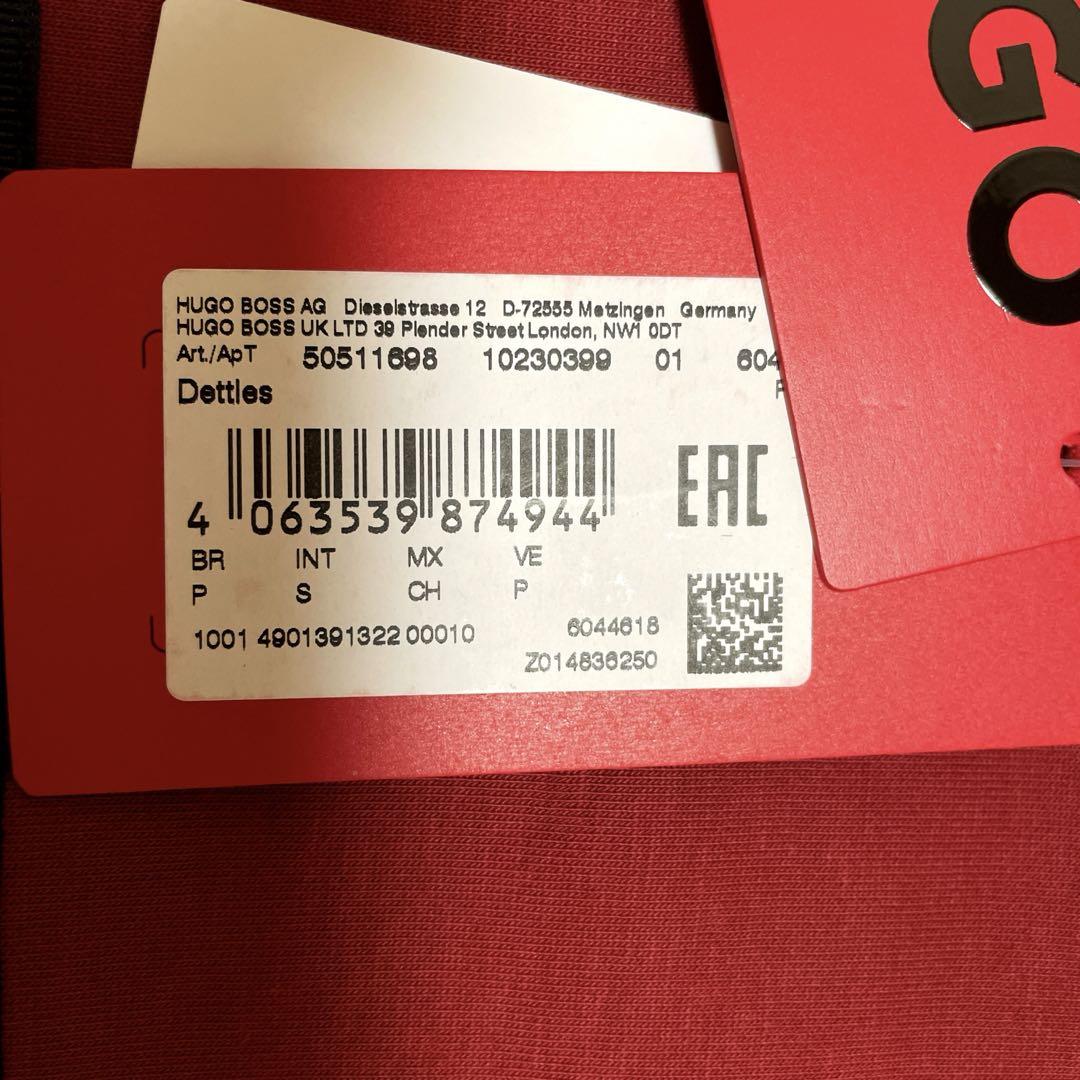 GO
HUGO BOSS AG Dieselstrasse 12 D-72555 Metzingen Germany
HUGO BOSS UK LTD 39 Plender Street London, NW1 0DT
Art./ApT 50511698 10230399 01 604
Dettles
4 063539 874944
EAC
BR INT MX VE
P S CH P
1001 4901391322 00010
6044618
Z014836250